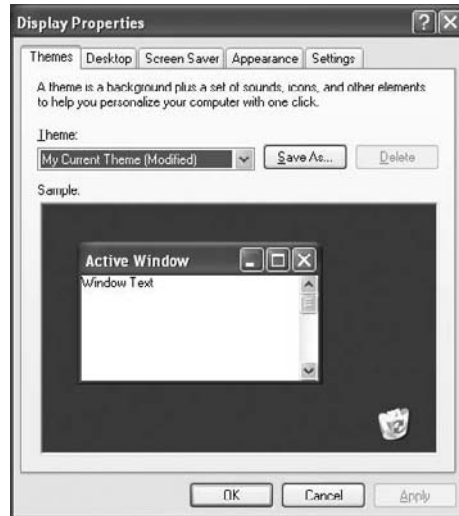 Display Properties
Themes Desktop Screen Saver Appearance Settings
A theme is a background plus a set of sounds, icons, and other elements
to help you personalize your computer with one click.
Theme:
My Current Theme (Modified) Save As... Delete
Sample:
Active Window
Window Text
OK Cancel Apply